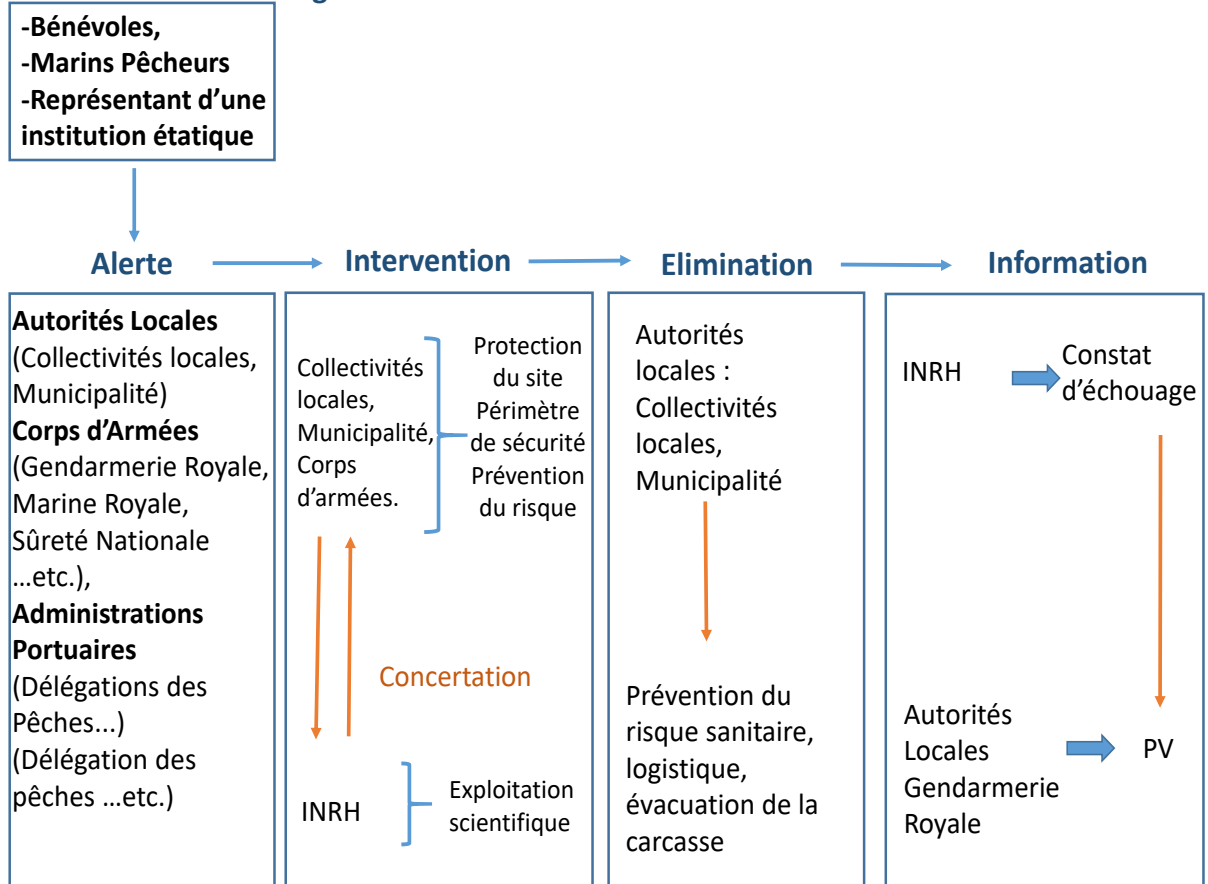 -Bénévoles,
-Marins Pêcheurs
-Représentant d'une
institution étatique
Alerte
Intervention
Elimination
Information
Autorités Locales
(Collectivités locales,
Municipalité)
Corps d'Armées
(Gendarmerie Royale,
Marine Royale,
Sûreté Nationale
...etc.),
Administrations
Portuaires
(Délégations des
Pêches...)
(Délégation des
pêches ...etc.)
Collectivités
locales,
Municipalité,
Corps
d'armées.
Protection
du site
Périmètre
de sécurité
Prévention
du risque
Concertation
INRH
Exploitation
scientifique
Autorités
locales :
Collectivités
locales,
Municipalité
Prévention du
risque sanitaire,
logistique,
évacuation de la
carcasse
INRH
Constat
d'échouage
Autorités
Locales
Gendarmerie
Royale
PV